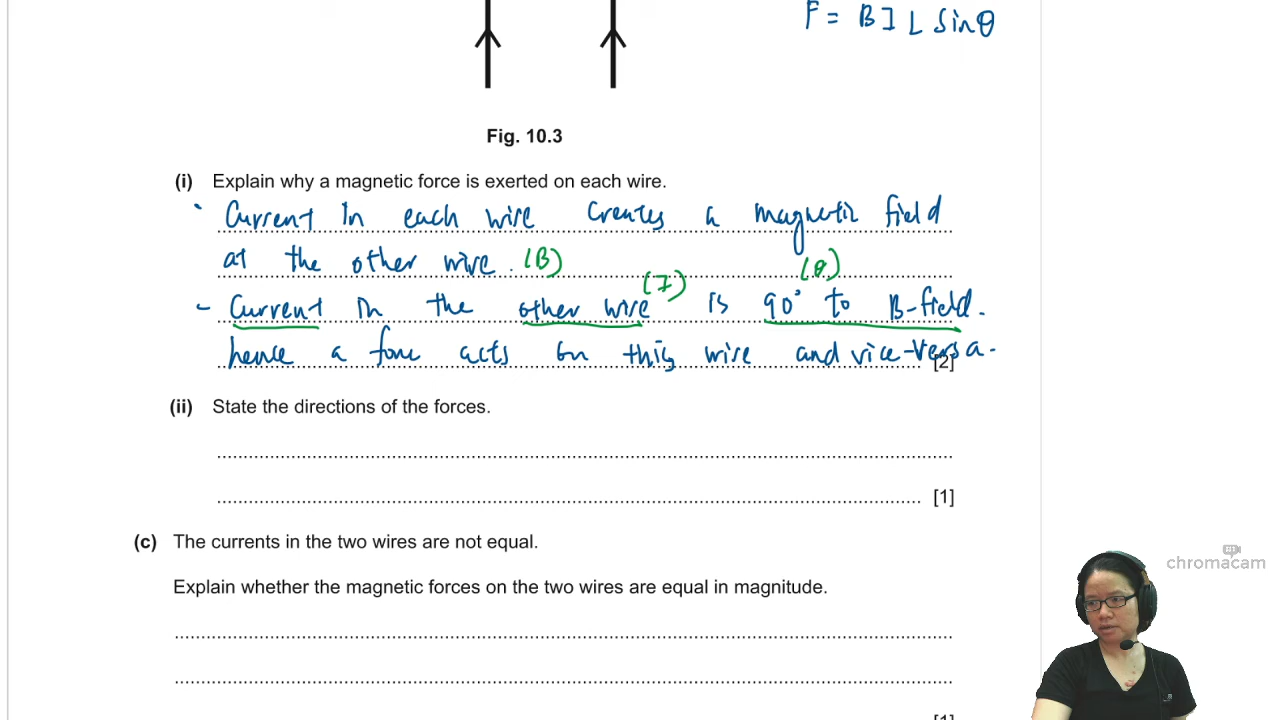 F = BIL sinθ
Fig. 10.3
(i) Explain why a magnetic force is exerted on each wire.
Current in each wire creates a magnetic field
at the other wire. (B)
(I) (θ)
- Current in the other wire is 90° to B-field.
hence a force acts on this wire and vice-versa.
[2]
(ii) State the directions of the forces.
[1]
(c) The currents in the two wires are not equal.
chromacam
Explain whether the magnetic forces on the two wires are equal in magnitude.
[1]